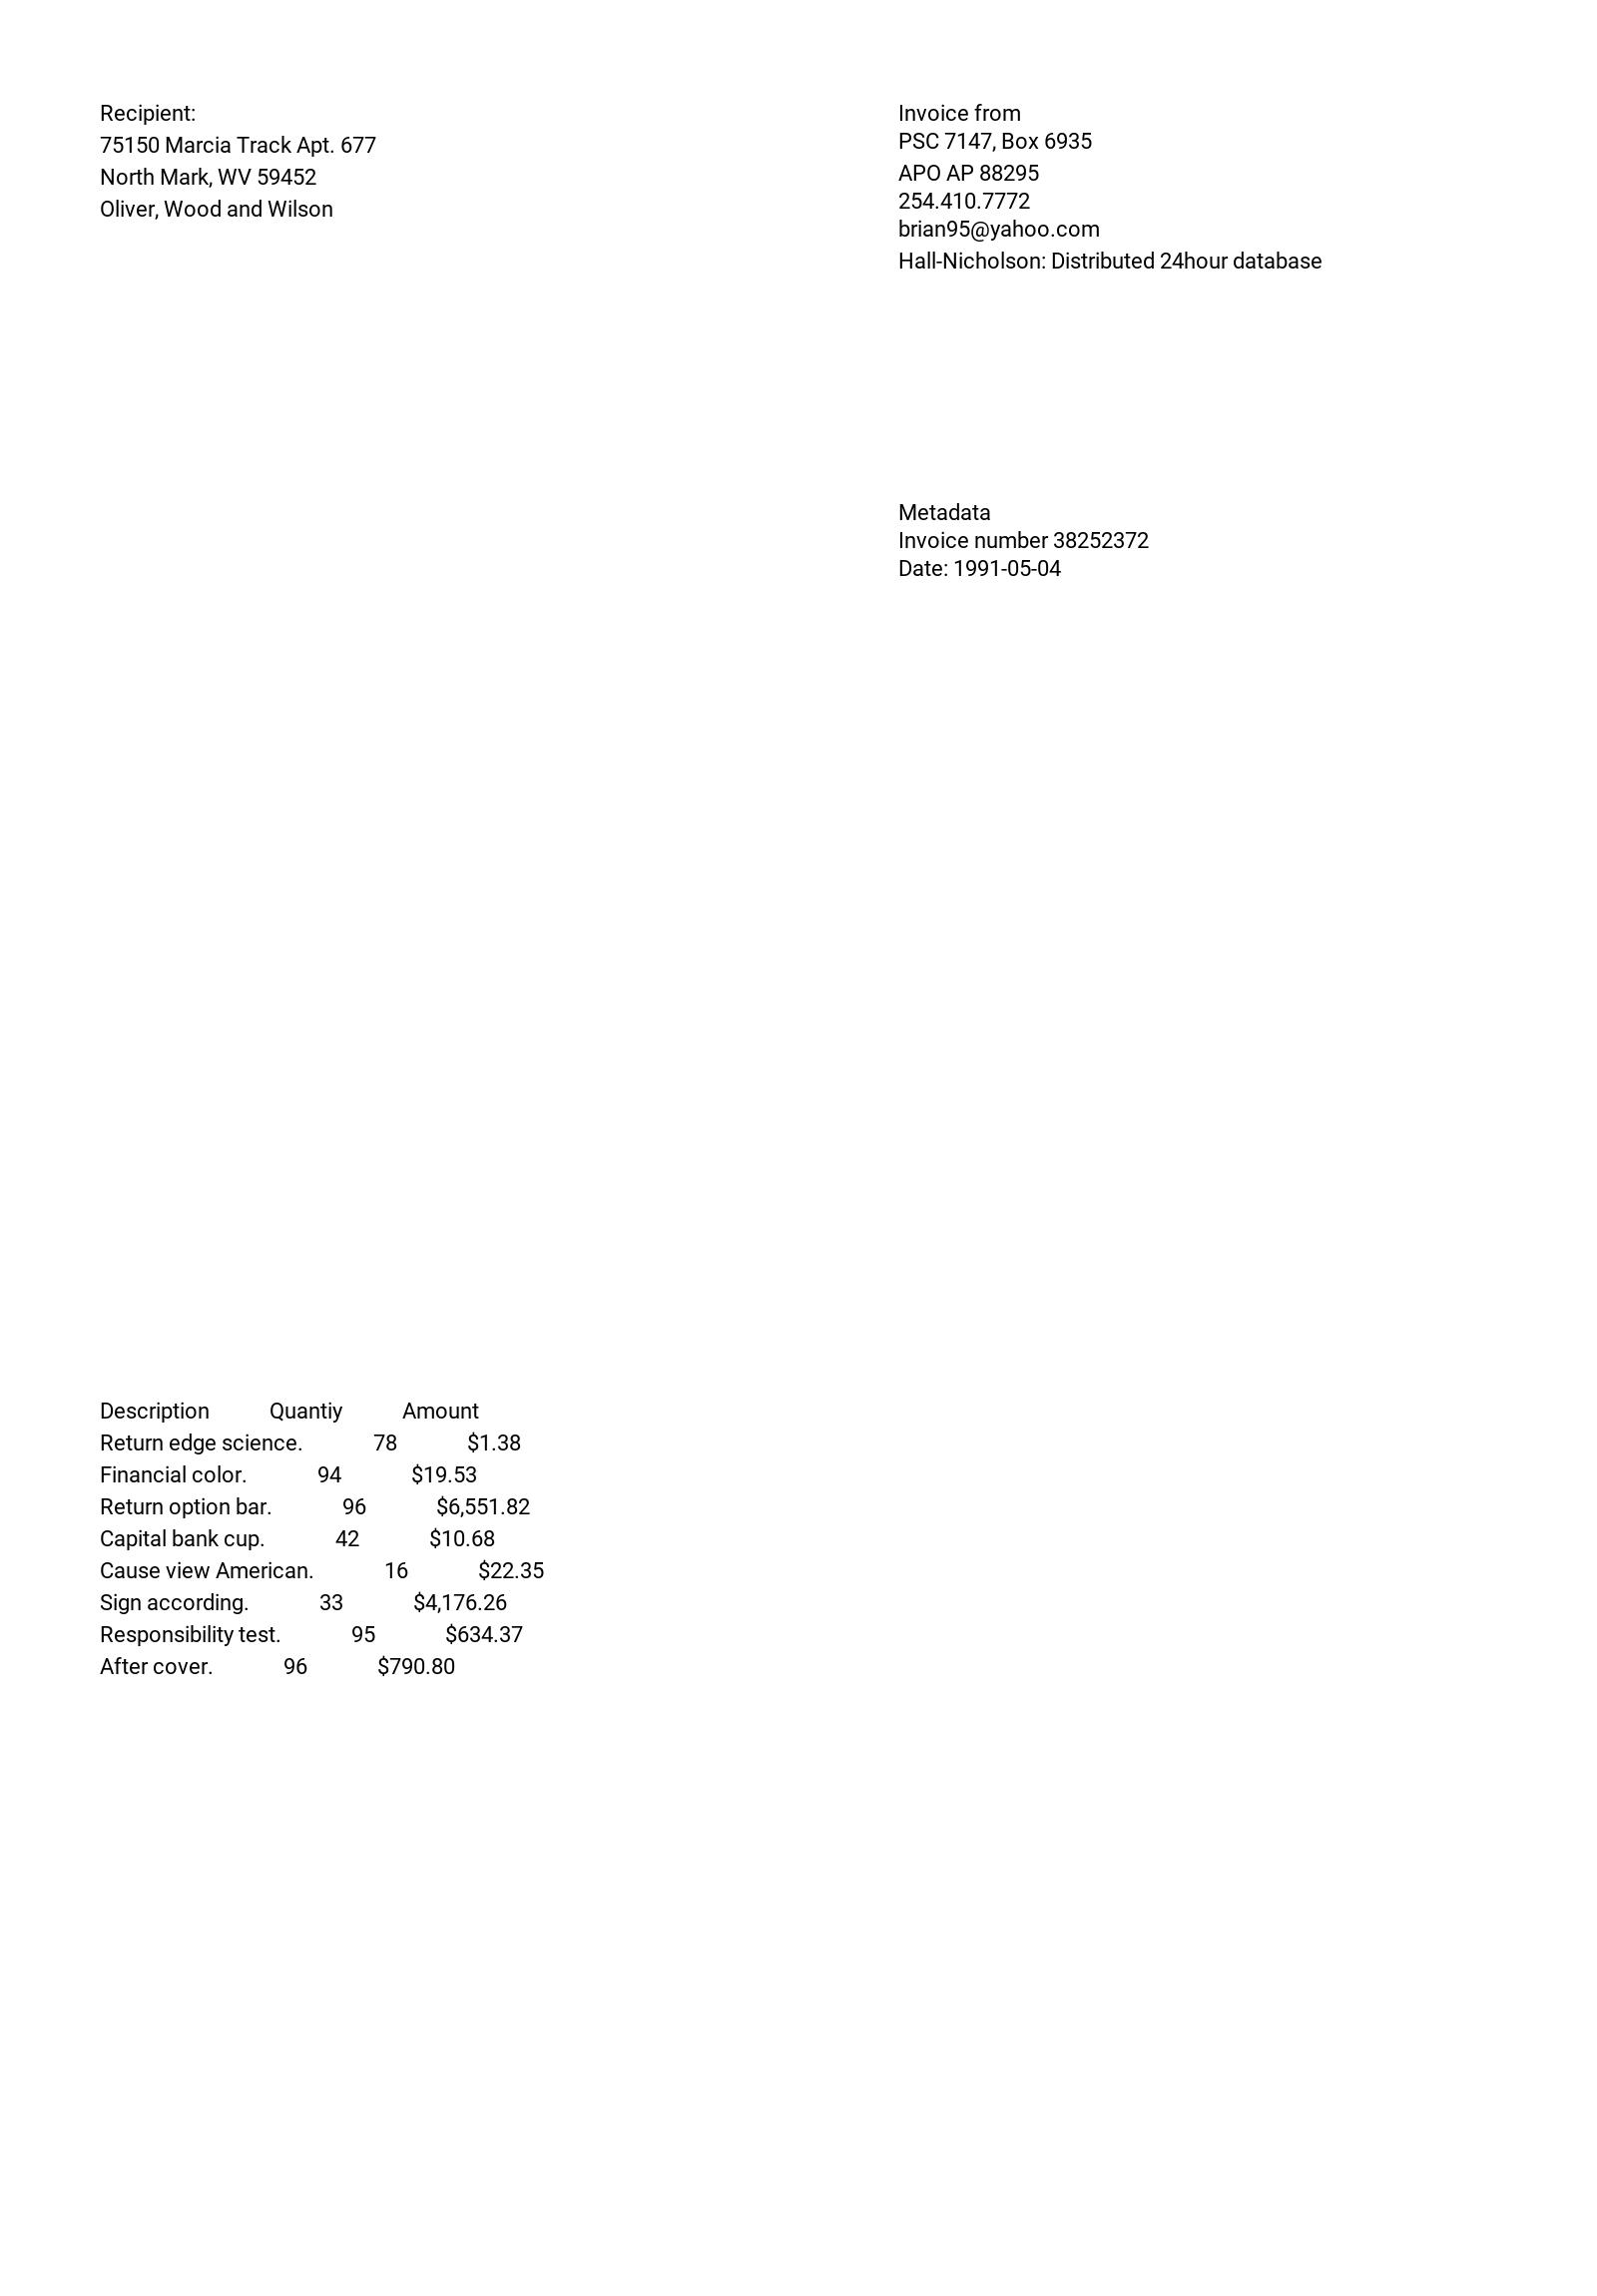 Recipient:
75150 Marcia Track Apt. 677
North Mark, WV 59452
Oliver, Wood and Wilson
Invoice from
PSC 7147, Box 6935
APO AP 88295
254.410.7772
brian95@yahoo.com
Hall-Nicholson: Distributed 24hour database
Metadata
Invoice number 38252372
Date: 1991-05-04
Description Quantiy Amount
Return edge science. 78 $1.38
Financial color. 94 $19.53
Return option bar. 96 $6,551.82
Capital bank cup. 42 $10.68
Cause view American. 16 $22.35
Sign according. 33 $4,176.26
Responsibility test. 95 $634.37
After cover. 96 $790.80